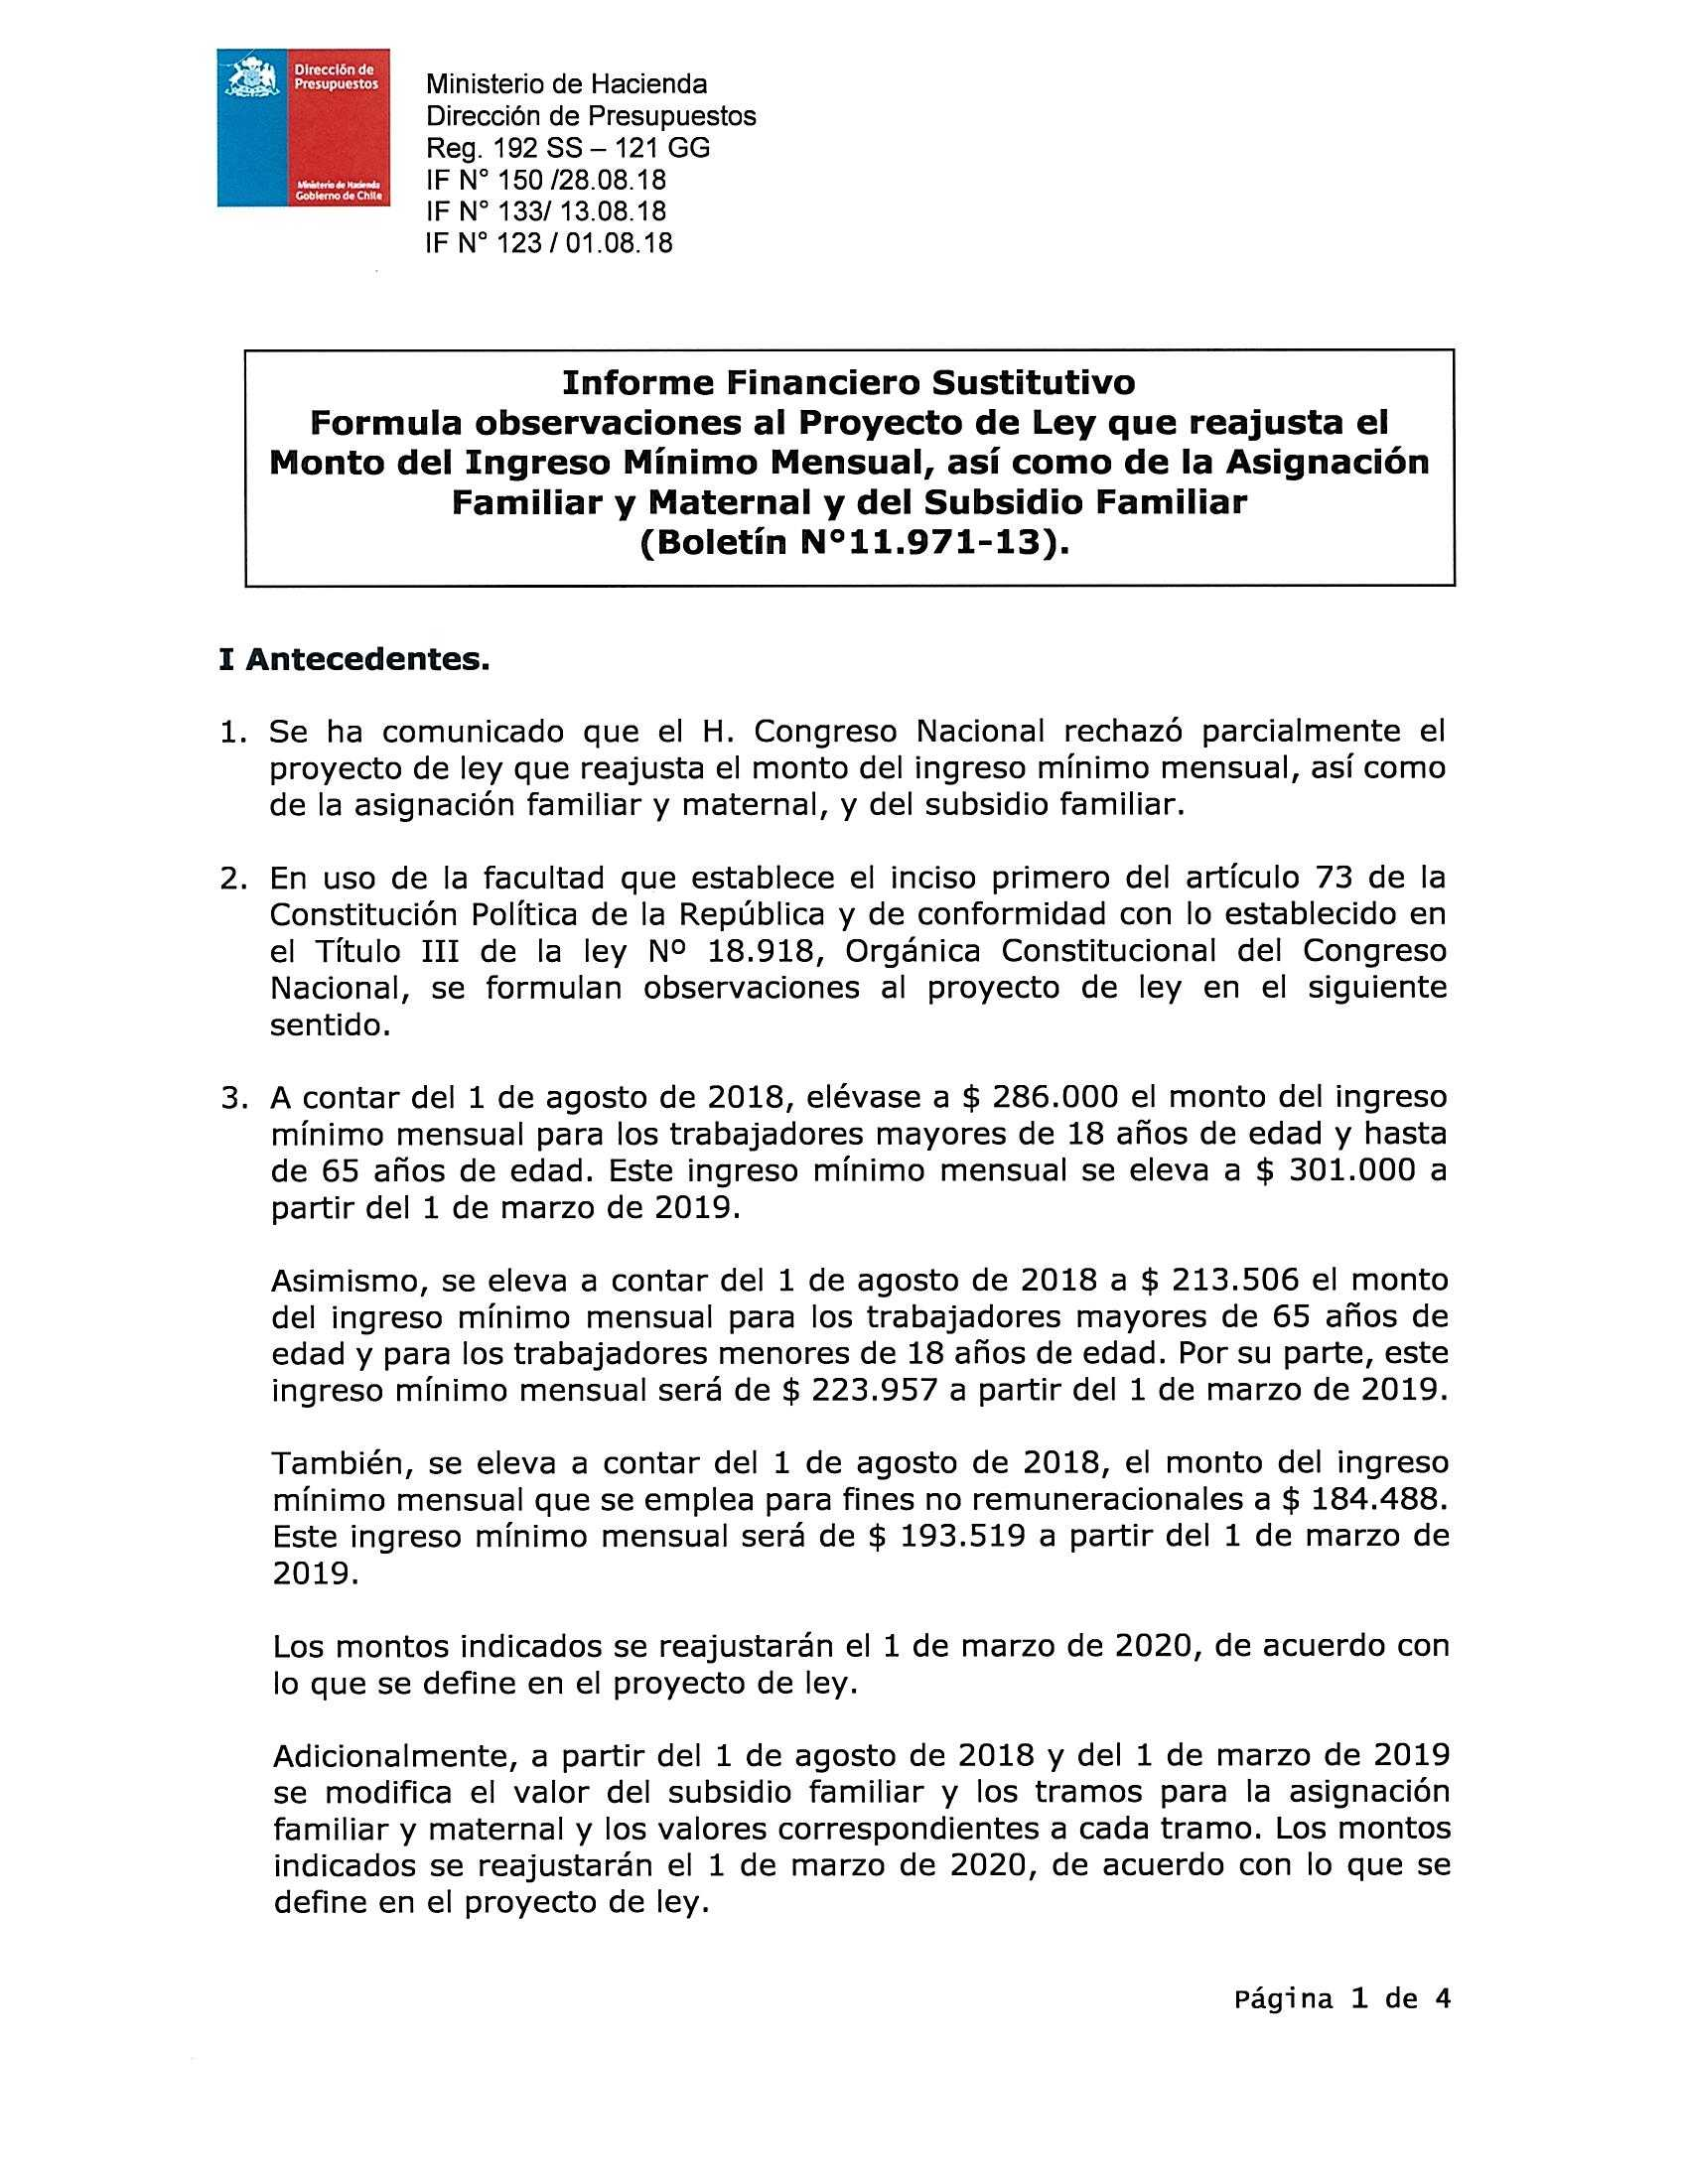 Dirección de
Presupuestos
Ministerio de Hacienda
Gobierno de Chile
Ministerio de Hacienda
Dirección de Presupuestos
Reg. 192 SS – 121 GG
IF N° 150 /28.08.18
IF N° 133/ 13.08.18
IF N° 123 / 01.08.18
Informe Financiero Sustitutivo
Formula observaciones al Proyecto de Ley que reajusta el
Monto del Ingreso Mínimo Mensual, así como de la Asignación
Familiar y Maternal y del Subsidio Familiar
(Boletín N°11.971-13).
I Antecedentes.
1. Se ha comunicado que el H. Congreso Nacional rechazó parcialmente el
proyecto de ley que reajusta el monto del ingreso mínimo mensual, así como
de la asignación familiar y maternal, y del subsidio familiar.
2. En uso de la facultad que establece el inciso primero del artículo 73 de la
Constitución Política de la República y de conformidad con lo establecido en
el Título III de la ley Nº 18.918, Orgánica Constitucional del Congreso
Nacional, se formulan observaciones al proyecto de ley en el siguiente
sentido.
3. A contar del 1 de agosto de 2018, elévase a $ 286.000 el monto del ingreso
mínimo mensual para los trabajadores mayores de 18 años de edad y hasta
de 65 años de edad. Este ingreso mínimo mensual se eleva a $ 301.000 a
partir del 1 de marzo de 2019.
Asimismo, se eleva a contar del 1 de agosto de 2018 a $ 213.506 el monto
del ingreso mínimo mensual para los trabajadores mayores de 65 años de
edad y para los trabajadores menores de 18 años de edad. Por su parte, este
ingreso mínimo mensual será de $ 223.957 a partir del 1 de marzo de 2019.
También, se eleva a contar del 1 de agosto de 2018, el monto del ingreso
mínimo mensual que se emplea para fines no remuneracionales a $ 184.488.
Este ingreso mínimo mensual será de $ 193.519 a partir del 1 de marzo de
2019.
Los montos indicados se reajustarán el 1 de marzo de 2020, de acuerdo con
lo que se define en el proyecto de ley.
Adicionalmente, a partir del 1 de agosto de 2018 y del 1 de marzo de 2019
se modifica el valor del subsidio familiar y los tramos para la asignación
familiar y maternal y los valores correspondientes a cada tramo. Los montos
indicados se reajustarán el 1 de marzo de 2020, de acuerdo con lo que se
define en el proyecto de ley.
Página 1 de 4